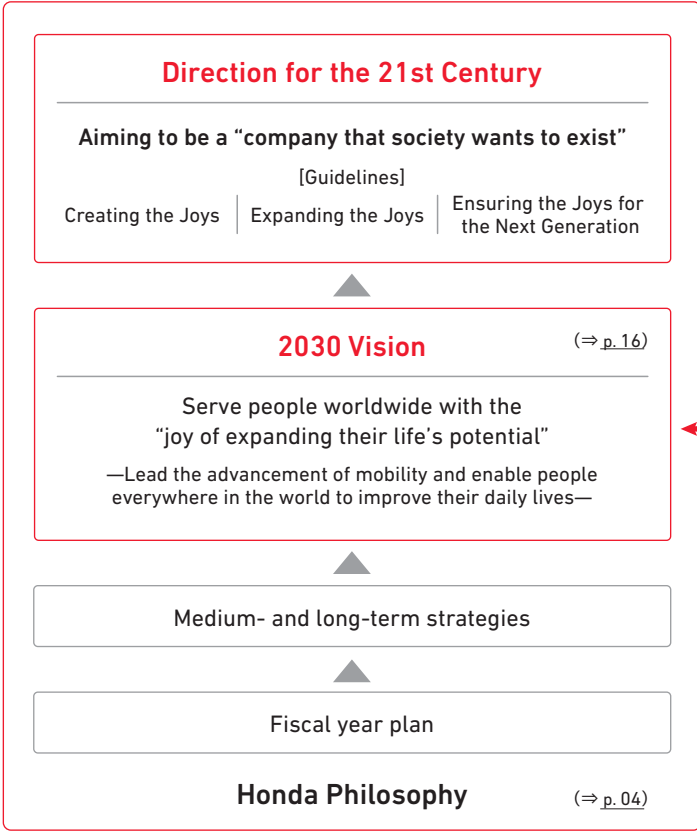 Direction for the 21st Century
Aiming to be a “company that society wants to exist”
[Guidelines]
Creating the Joys
Expanding the Joys
Ensuring the Joys for
the Next Generation
2030 Vision
(⇒ p. 16)
Serve people worldwide with the
“joy of expanding their life’s potential”
—Lead the advancement of mobility and enable people
everywhere in the world to improve their daily lives—
Medium- and long-term strategies
Fiscal year plan
Honda Philosophy
(⇒ p. 04)